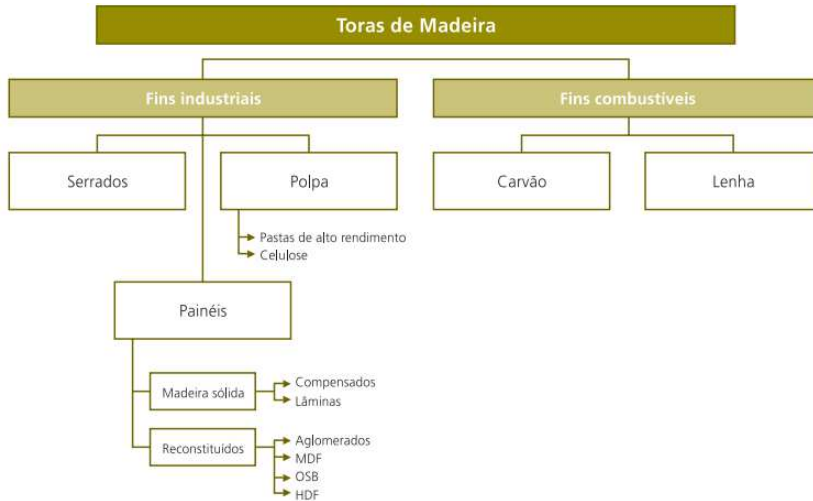 Toras de Madeira
Fins industriais
Fins combustíveis
Serrados
Polpa
Carvão
Lenha
Pastas de alto rendimento
Celulose
Painéis
Madeira sólida
Compensados
Lâminas
Reconstituídos
Aglomerados
MDF
OSB
HDF